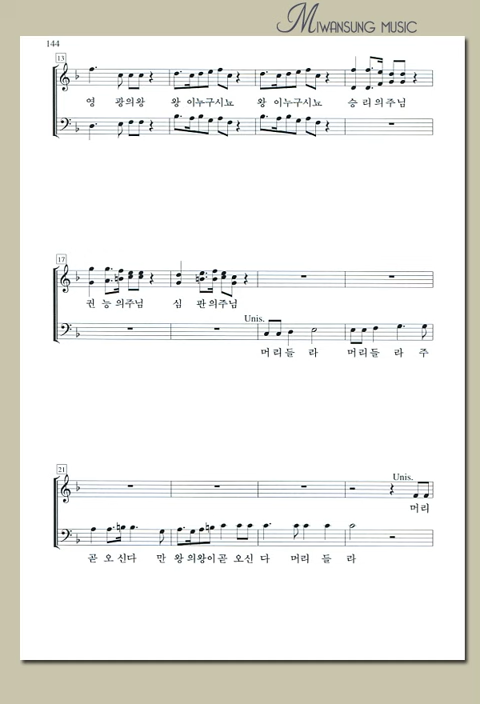 MIWANSUNG MUSIC
144
13
영 광의왕 왕 이누구시뇨 왕 이누구시뇨 승 리의주님
17
권 능 의주님 심 판의주님
Unis.
머리들 라 머리들 라 주
21
Unis.
머리
곧 오 신다 만 왕의왕이곧 오신 다 머리 들 라